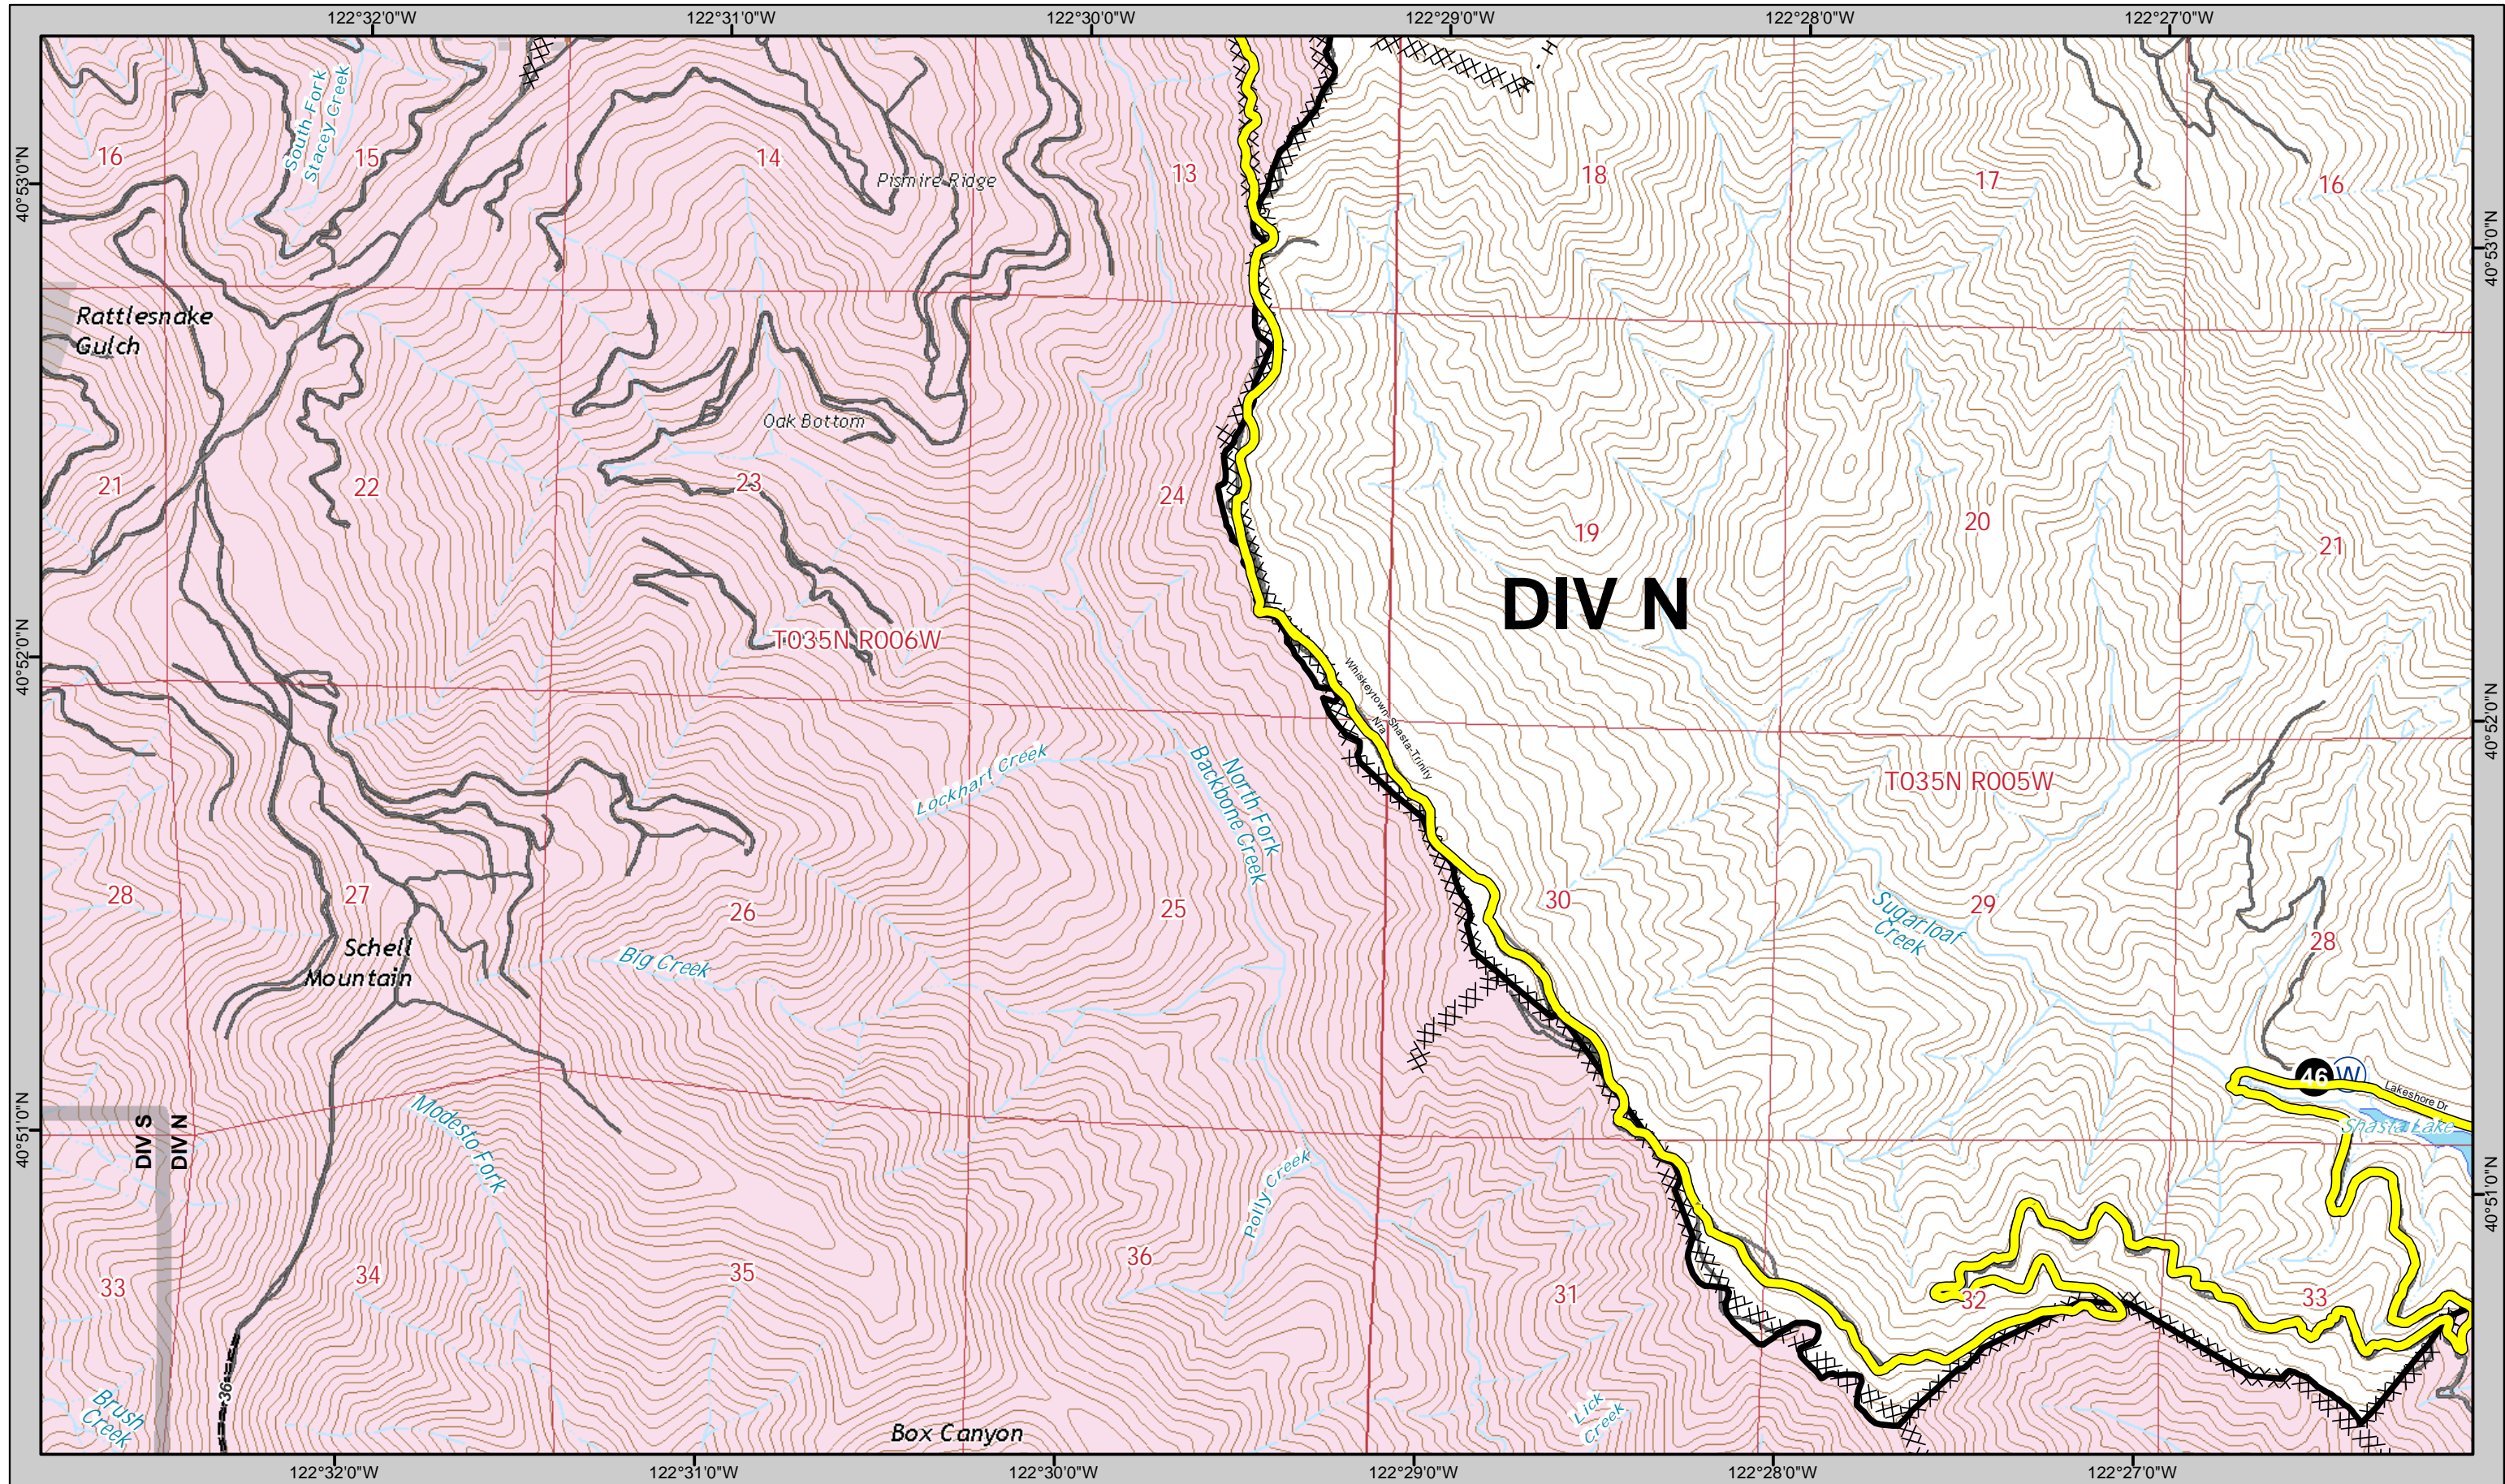 122°32'0"W 122°31'0"W 122°30'0"W 122°29'0"W 122°28'0"W 122°27'0"W
South Fork
Stacey Creek
H
16 15 14 13 18 17 16
Pismire Ridge
40°53'0"N
40°53'0"N
Rattlesnake
Gulch
Oak Bottom
21 22 23 24 19 20 21
DIV N
T035N R006W
40°52'0"N
Whiskeytown-Shasta-Trinity
Nra
40°52'0"N
Lockhart Creek
North Fork
Backbone Creek
T035N R005W
28 27 26 25 30 29 28
Sugarloaf
Creek
Schell
Mountain
Big Creek
46 W
Lakeshore Dr
Shasta Lake
40°51'0"N
DIV S
DIV N
Modesto Fork
Polly Creek
40°51'0"N
33 34 35 36 31 32 33
36
Brush
Creek
Lick
Creek
Box Canyon
122°32'0"W 122°31'0"W 122°30'0"W 122°29'0"W 122°28'0"W 122°27'0"W